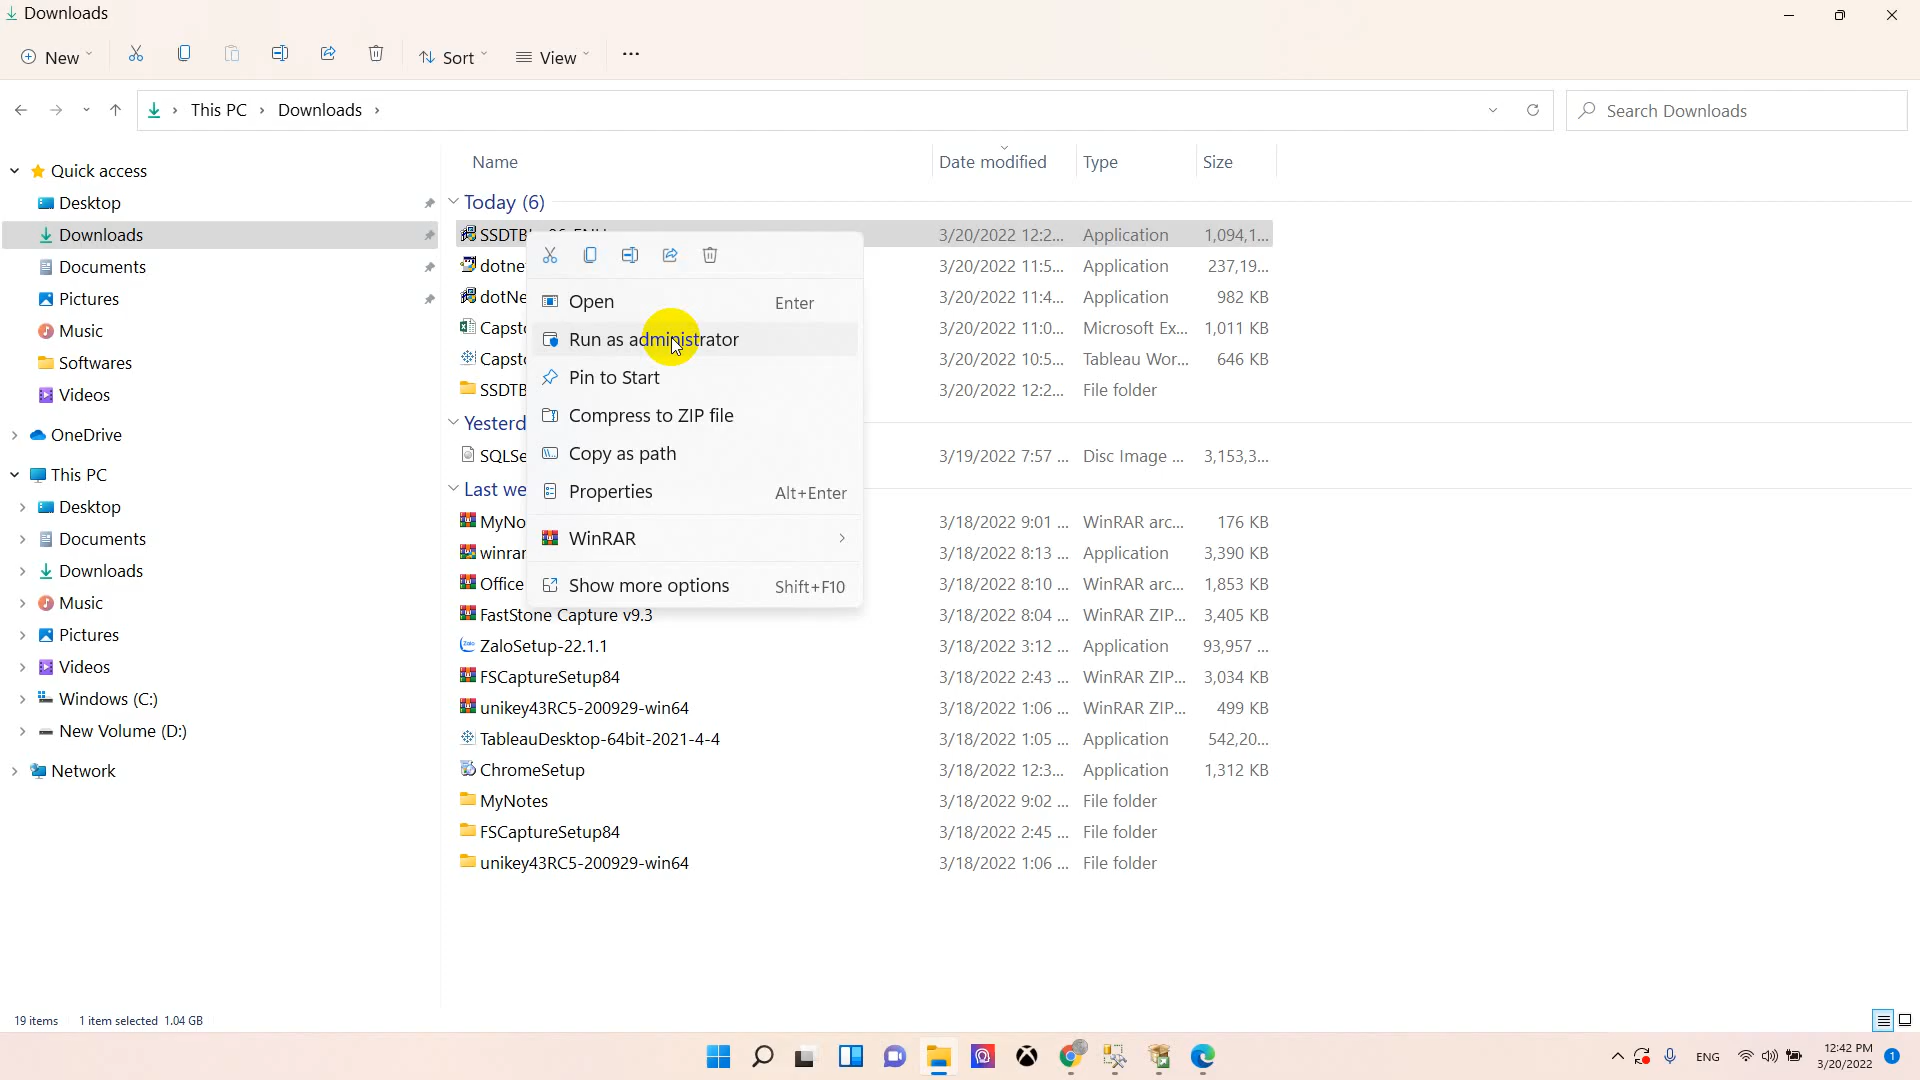 Downloads
New
Sort
View
This PC
Downloads
Search Downloads
Name
Date modified
Type
Size
Quick access
Desktop
Downloads
Documents
Pictures
Music
Softwares
Videos
OneDrive
This PC
Desktop
Documents
Downloads
Music
Pictures
Videos
Windows (C:)
New Volume (D:)
Network
Today (6)
3/20/2022 12:2... Application 1,094,1...
dotne 3/20/2022 11:5... Application 237,19...
dotNe 3/20/2022 11:4... Application 982 KB
Capsto 3/20/2022 11:0... Microsoft Ex... 1,011 KB
Capsto 3/20/2022 10:5... Tableau Wor... 646 KB
SSDTB 3/20/2022 12:2... File folder
Yesterd
SQLSe 3/19/2022 7:57 ... Disc Image ... 3,153,3...
Last we
MyNo 3/18/2022 9:01 ... WinRAR arc... 176 KB
winrar 3/18/2022 8:13 ... Application 3,390 KB
Office 3/18/2022 8:10 ... WinRAR arc... 1,853 KB
FastStone Capture v9.3 3/18/2022 8:04 ... WinRAR ZIP... 3,405 KB
ZaloSetup-22.1.1 3/18/2022 3:12 ... Application 93,957 ...
FSCaptureSetup84 3/18/2022 2:43 ... WinRAR ZIP... 3,034 KB
unikey43RC5-200929-win64 3/18/2022 1:06 ... WinRAR ZIP... 499 KB
TableauDesktop-64bit-2021-4-4 3/18/2022 1:05 ... Application 542,20...
ChromeSetup 3/18/2022 12:3... Application 1,312 KB
MyNotes 3/18/2022 9:02 ... File folder
FSCaptureSetup84 3/18/2022 2:45 ... File folder
unikey43RC5-200929-win64 3/18/2022 1:06 ... File folder
Open Enter
Run as administrator
Pin to Start
Compress to ZIP file
Copy as path
Properties Alt+Enter
WinRAR
Show more options Shift+F10
19 items 1 item selected 1.04 GB
ENG
12:42 PM
3/20/2022
1